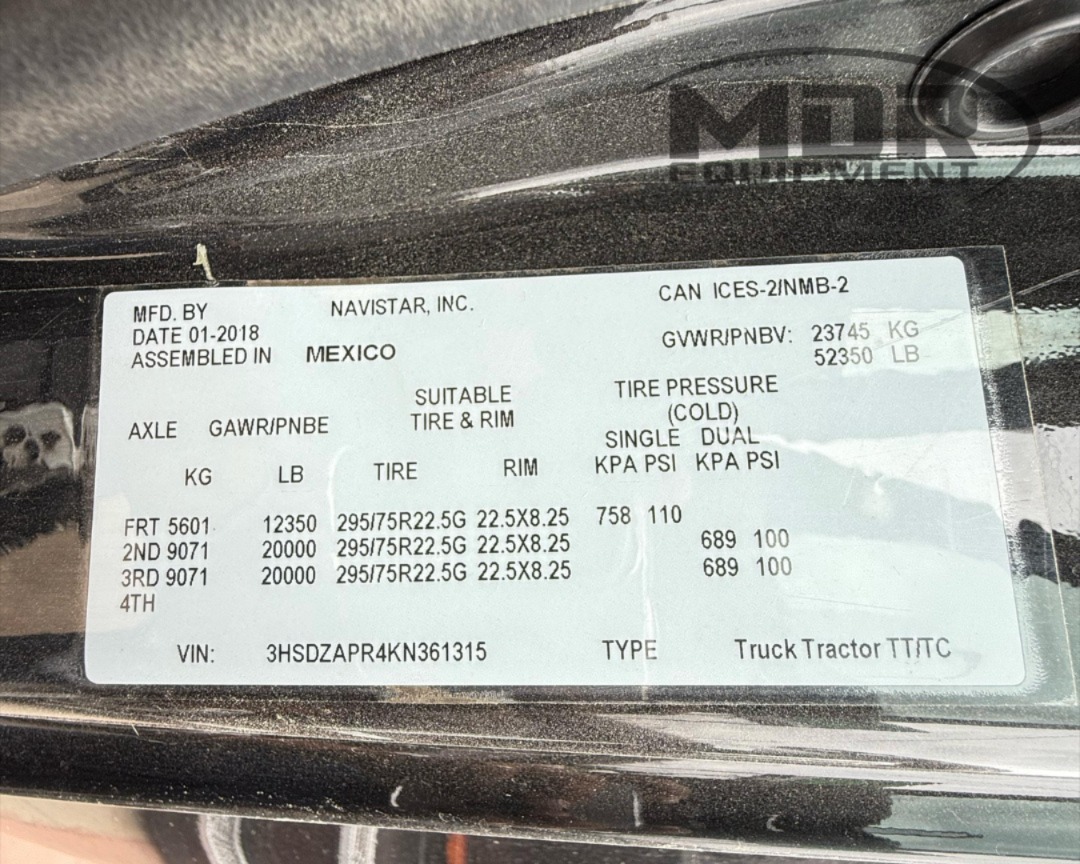 MDR
EQUIPMENT
MFD. BY NAVISTAR, INC. CAN ICES-2/NMB-2
DATE 01-2018 GVWR/PNBV: 23745 KG
ASSEMBLED IN MEXICO 52350 LB
SUITABLE TIRE PRESSURE
AXLE GAWR/PNBE TIRE & RIM (COLD)
SINGLE DUAL
KG LB TIRE RIM KPA PSI KPA PSI
FRT 5601 12350 295/75R22.5G 22.5X8.25 758 110
2ND 9071 20000 295/75R22.5G 22.5X8.25 689 100
3RD 9071 20000 295/75R22.5G 22.5X8.25 689 100
4TH
VIN: 3HSDZAPR4KN361315 TYPE Truck Tractor TT/TC